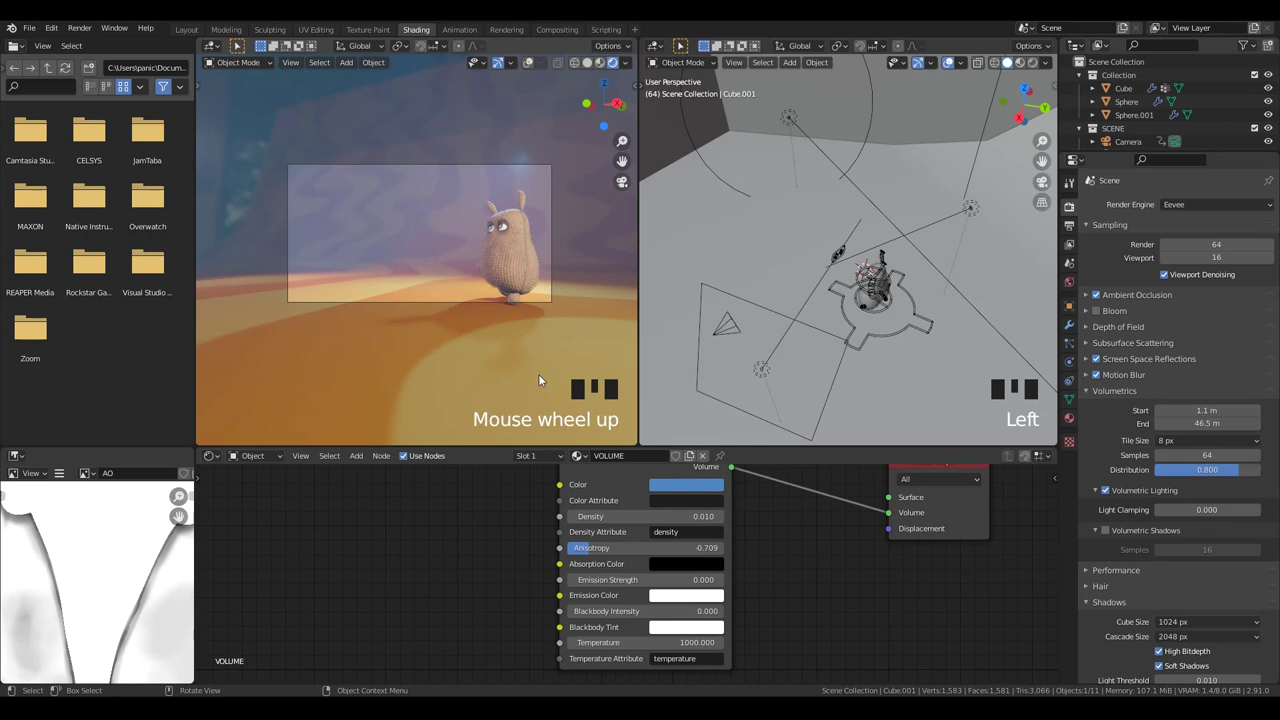 File Edit Render Window Help Layout Modeling Sculpting UV Editing Texture Paint Shading Animation Rendering Compositing Scripting + Scene View Layer
View Select
C:\Users\panic\Docum...
Camtasia Stu... CELSYS JamTaba
MAXON Native Instru... Overwatch
REAPER Media Rockstar Ga... Visual Studio ...
Zoom
Global Options
Object Mode View Select Add Object
Mouse wheel up
Global Options
Object Mode View Select Add Object
User Perspective
(64) Scene Collection | Cube.001
Left
Scene Collection
Collection
Cube
Sphere
Sphere.001
SCENE
Camera
Scene
Render Engine Eevee
Sampling
Render 64
Viewport 16
Viewport Denoising
Ambient Occlusion
Bloom
Depth of Field
Subsurface Scattering
Screen Space Reflections
Motion Blur
Volumetrics
Start 1.1 m
End 46.5 m
Tile Size 8 px
Samples 64
Distribution 0.800
Volumetric Lighting
Light Clamping 0.000
Volumetric Shadows
Samples 16
Performance
Hair
Shadows
Cube Size 1024 px
Cascade Size 2048 px
High Bitdepth
Soft Shadows
Light Threshold 0.010
View AO
Object View Select Add Node Use Nodes Slot 1 VOLUME
Volume
Color
Color Attribute
Density 0.010
Density Attribute density
Anisotropy -0.709
Absorption Color
Emission Strength 0.000
Emission Color
Blackbody Intensity 0.000
Blackbody Tint
Temperature 1000.000
Temperature Attribute temperature
All
Surface
Volume
Displacement
VOLUME
Select Box Select Rotate View Object Context Menu Scene Collection | Cube.001 | Verts:1,583 | Faces:1,581 | Tris:3,066 | Objects:1/11 | Memory: 107.1 MiB | VRAM: 1.4/8.0 GiB | 2.91.0